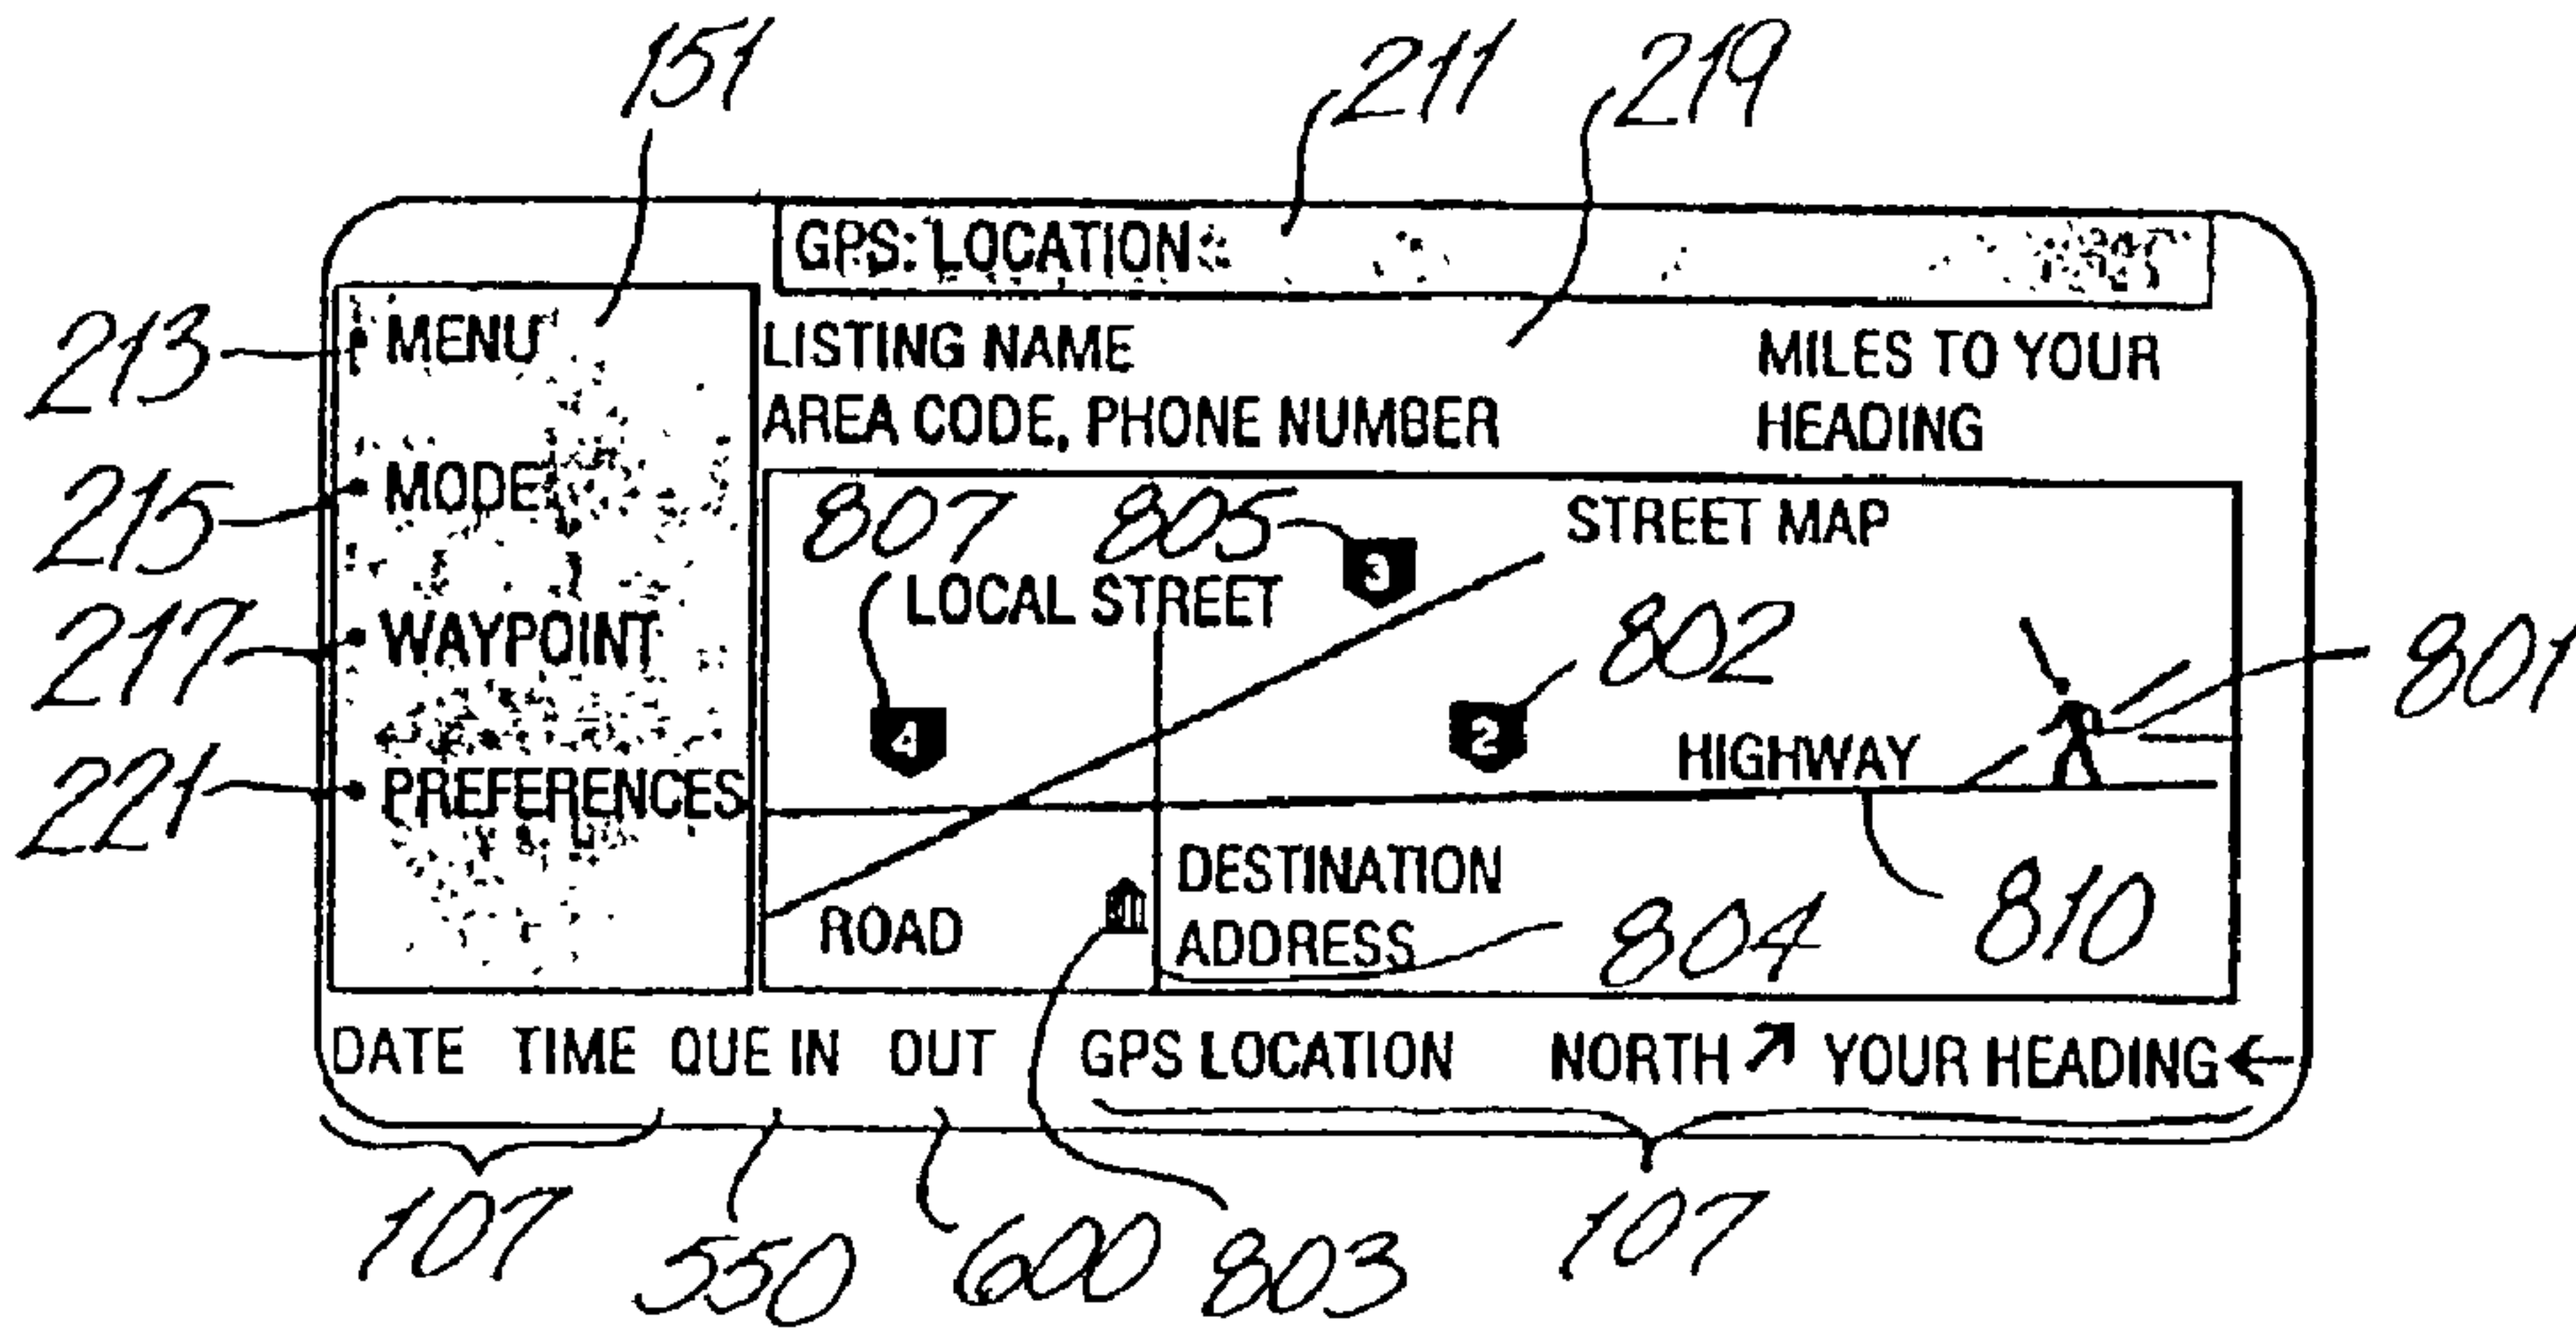 151
211
219
GPS: LOCATION
213
MENU
LISTING NAME
MILES TO YOUR
AREA CODE, PHONE NUMBER
HEADING
215
MODE
807
805
3
STREET MAP
LOCAL STREET
217
WAYPOINT
802
801
4
2
HIGHWAY
221
PREFERENCES
DESTINATION
ADDRESS
ROAD
804
810
DATE TIME QUE IN OUT GPS LOCATION NORTH ↗ YOUR HEADING ←
107
550
600
803
107